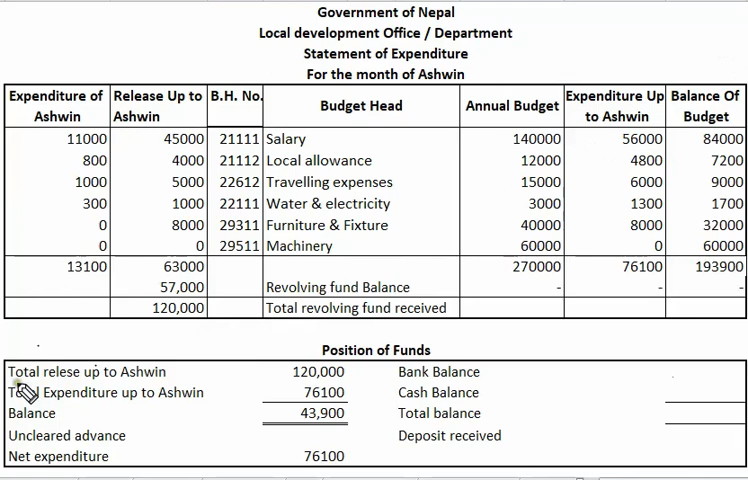 Government of Nepal
Local development Office / Department
Statement of Expenditure
For the month of Ashwin
Expenditure of Ashwin Release Up to Ashwin B.H. No. Budget Head Annual Budget Expenditure Up to Ashwin Balance Of Budget
11000 45000 21111 Salary 140000 56000 84000
800 4000 21112 Local allowance 12000 4800 7200
1000 5000 22612 Travelling expenses 15000 6000 9000
300 1000 22111 Water & electricity 3000 1300 1700
0 8000 29311 Furniture & Fixture 40000 8000 32000
0 0 29511 Machinery 60000 0 60000
13100 63000 270000 76100 193900
57,000 Revolving fund Balance - - -
120,000 Total revolving fund received
Position of Funds
Total relese up to Ashwin 120,000 Bank Balance
Expenditure up to Ashwin 76100 Cash Balance
Balance 43,900 Total balance
Uncleared advance Deposit received
Net expenditure 76100